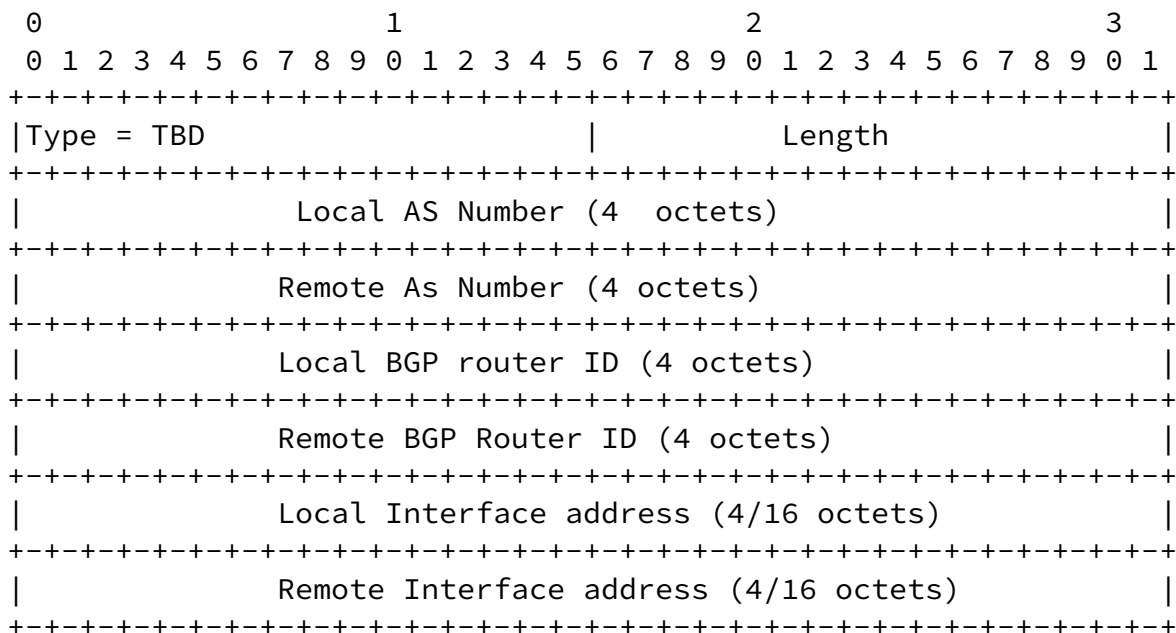 0                   1                   2                   3
 0 1 2 3 4 5 6 7 8 9 0 1 2 3 4 5 6 7 8 9 0 1 2 3 4 5 6 7 8 9 0 1
+-+-+-+-+-+-+-+-+-+-+-+-+-+-+-+-+-+-+-+-+-+-+-+-+-+-+-+-+-+-+-+-+
|Type = TBD                     |          Length               |
+-+-+-+-+-+-+-+-+-+-+-+-+-+-+-+-+-+-+-+-+-+-+-+-+-+-+-+-+-+-+-+-+
|               Local AS Number (4  octets)                     |
+-+-+-+-+-+-+-+-+-+-+-+-+-+-+-+-+-+-+-+-+-+-+-+-+-+-+-+-+-+-+-+-+
|              Remote As Number (4 octets)                      |
+-+-+-+-+-+-+-+-+-+-+-+-+-+-+-+-+-+-+-+-+-+-+-+-+-+-+-+-+-+-+-+-+
|              Local BGP router ID (4 octets)                   |
+-+-+-+-+-+-+-+-+-+-+-+-+-+-+-+-+-+-+-+-+-+-+-+-+-+-+-+-+-+-+-+-+
|              Remote BGP Router ID (4 octets)                  |
+-+-+-+-+-+-+-+-+-+-+-+-+-+-+-+-+-+-+-+-+-+-+-+-+-+-+-+-+-+-+-+-+
|              Local Interface address (4/16 octets)            |
+-+-+-+-+-+-+-+-+-+-+-+-+-+-+-+-+-+-+-+-+-+-+-+-+-+-+-+-+-+-+-+-+
|              Remote Interface address (4/16 octets)           |
+-+-+-+-+-+-+-+-+-+-+-+-+-+-+-+-+-+-+-+-+-+-+-+-+-+-+-+-+-+-+-+-+